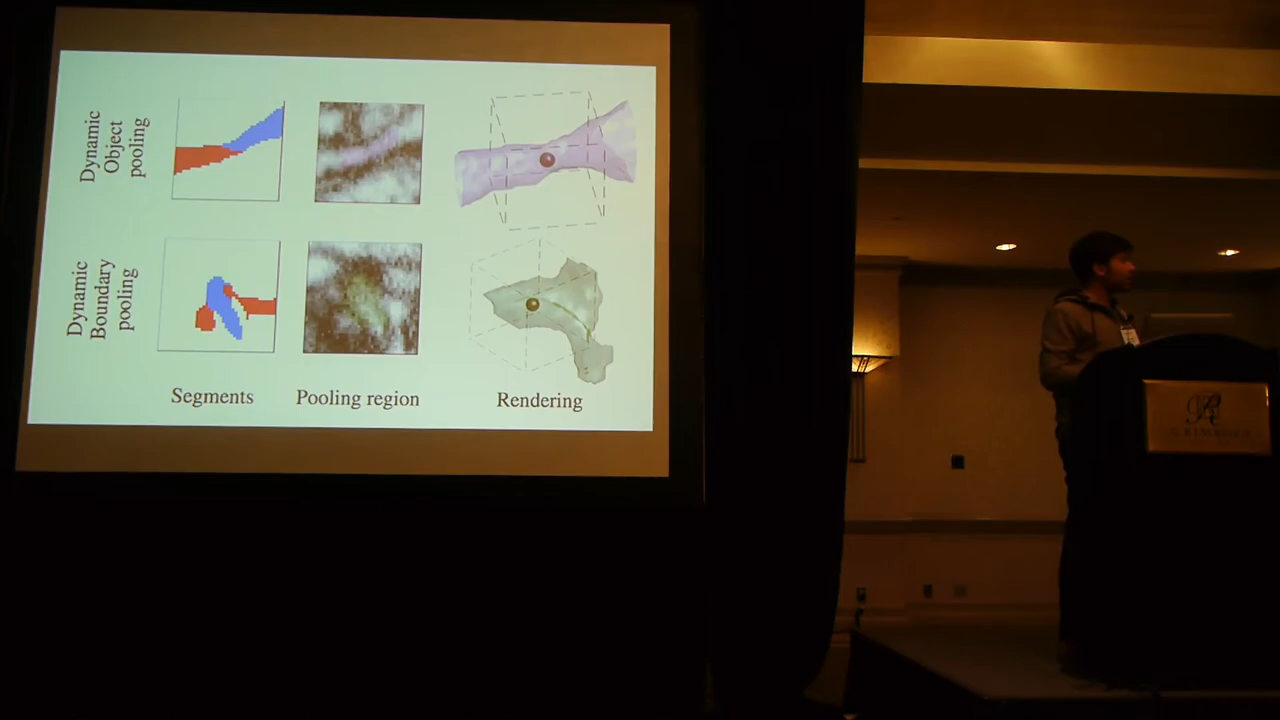 Dynamic
Object
pooling
Dynamic
Boundary
pooling
Segments
Pooling region
Rendering